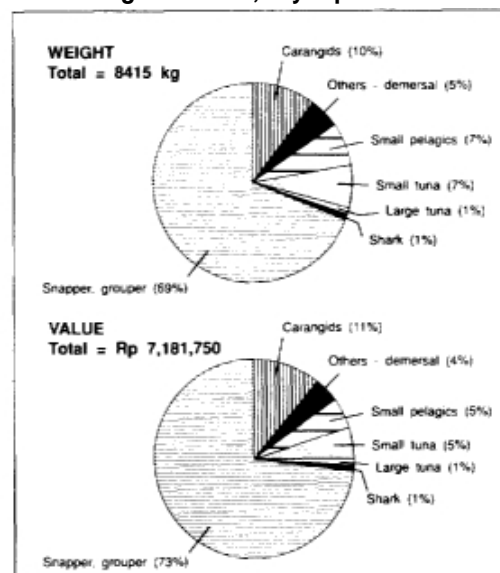 WEIGHT
Total = 8415 kg
Carangids (10%)
Others - demersal (5%)
Small pelagics (7%)
Small tuna (7%)
Large tuna (1%)
Shark (1%)
Snapper, grouper (69%)
VALUE
Total = Rp 7,181,750
Carangids (11%)
Others - demersal (4%)
Small pelagics (5%)
Small tuna (5%)
Large tuna (1%)
Shark (1%)
Snapper, grouper (73%)